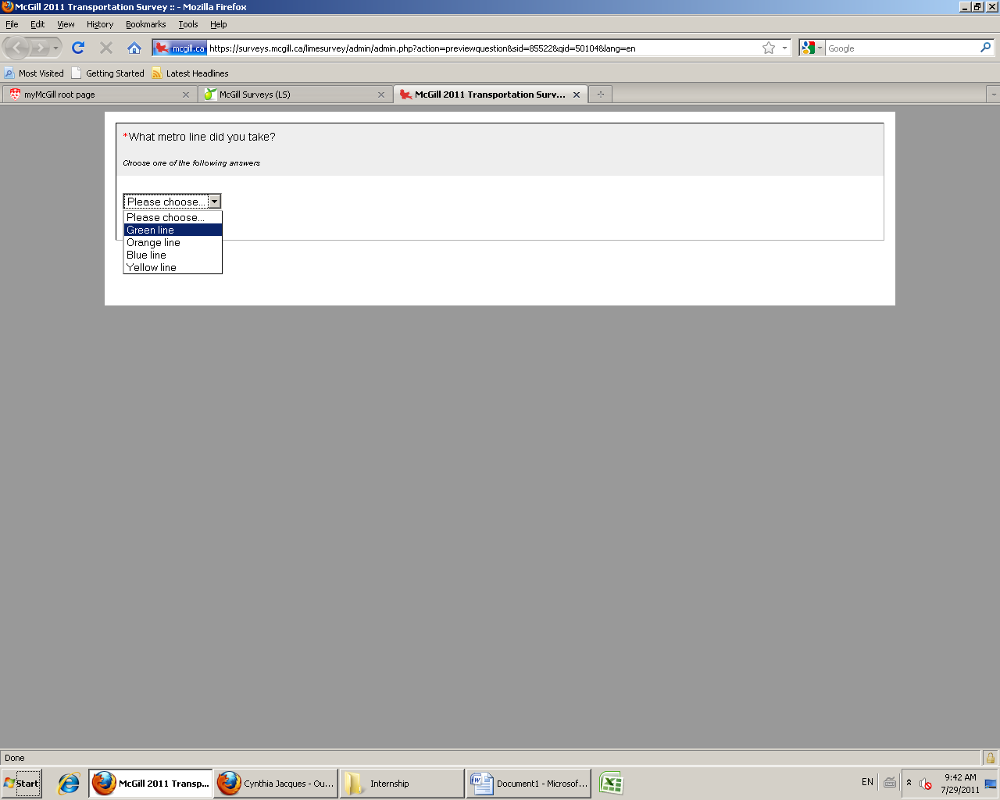 McGill 2011 Transportation Survey :: - Mozilla Firefox
File Edit View History Bookmarks Tools Help
mcgill.ca https://surveys.mcgill.ca/limesurvey/admin/admin.php?action=previewquestion&sid=85522&qid=50104&lang=en Google
Most Visited Getting Started Latest Headlines
myMcGill root page McGill Surveys (LS) McGill 2011 Transportation Surv...
*What metro line did you take?
Choose one of the following answers
Please choose...
Please choose...
Green line
Orange line
Blue line
Yellow line
Done
Start McGill 2011 Transp... Cynthia Jacques - Ou... Internship Document1 - Microsof... EN 9:42 AM
7/29/2011